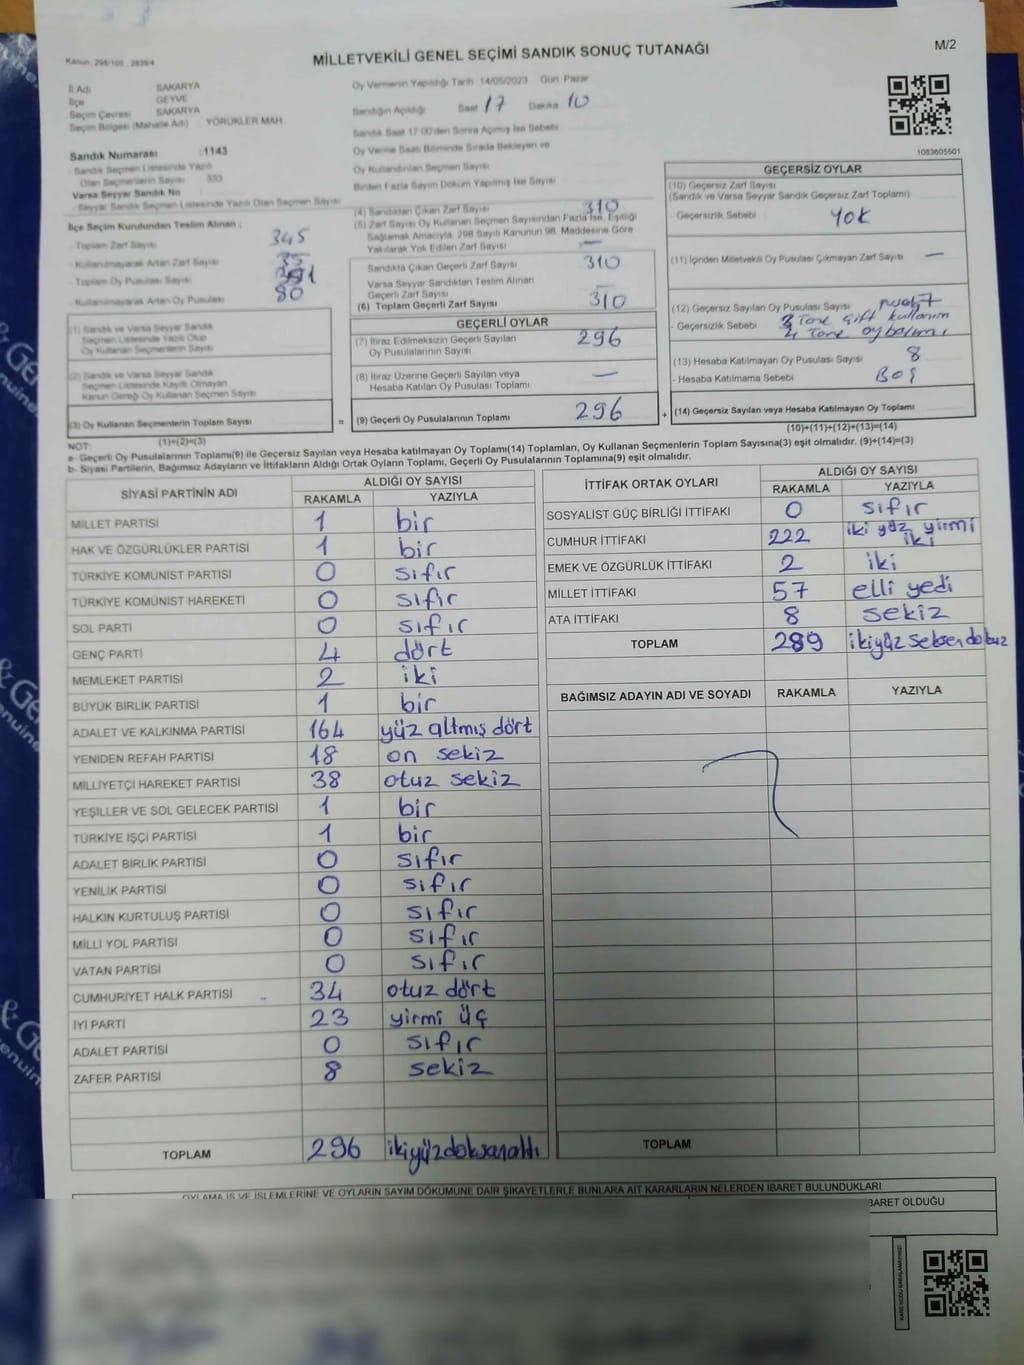 Kanun, 298/105 , 2839/4
MİLLETVEKİLİ GENEL SEÇİMİ SANDIK SONUÇ TUTANAĞI
M/2
İl Adı SAKARYA
İlçe GEYVE
Seçim Çevresi SAKARYA
Seçim Bölgesi (Mahalle Adı) YÖRÜKLER MAH
Sandık Numarası :1143
- Sandık Seçmen Listesinde Yazılı
Olan Seçmenlerin Sayısı : 333
Varsa Seyyar Sandık No
- Seyyar Sandık Seçmen Listesinde Yazılı Olan Seçmen Sayısı
Oy Vermenin Yapıldığı Tarih 14/05/2023 Gün Pazar
Sandığın Açıldığı Saat 17 Dakika 10
Sandık Saat 17:00'den Sonra Açılmış İse Sebebi
Oy Verme Saati Bitiminde Sırada Bekleyen ve
Oy Kullandırılan Seçmen Sayısı
Birden Fazla Sayım Döküm Yapılmış İse Sayısı
1083605501
İlçe Seçim Kurulundan Teslim Alınan ;
- Toplam Zarf Sayısı 345
- Kullanılmayarak Artan Zarf Sayısı 35
- Toplam Oy Pusulası Sayısı
- Kullanılmayarak Artan Oy Pusulası 80
(1) Sandık ve Varsa Seyyar Sandık
Seçmen Listesinde Yazılı Olup
Oy Kullanan Seçmenlerin Sayısı
(2) Sandık ve Varsa Seyyar Sandık
Seçmen Listesinde Kayıtlı Olmayan
Kanun Gereği Oy Kullanan Seçmen Sayısı
(3) Oy Kullanan Seçmenlerin Toplam Sayısı
(1)+(2)=(3)
(4) Sandıktan Çıkan Zarf Sayısı 310
(5) Zarf Sayısı Oy Kullanan Seçmen Sayısından Fazla İse, Eşitliği
Sağlamak Amacıyla, 298 Sayılı Kanunun 98. Maddesine Göre
Yakılarak Yok Edilen Zarf Sayısı —
Sandıkta Çıkan Geçerli Zarf Sayısı 310
Varsa Seyyar Sandıktan Teslim Alınan
Geçerli Zarf Sayısı —
(6) Toplam Geçerli Zarf Sayısı 310
GEÇERLİ OYLAR
(7) İtiraz Edilmeksizin Geçerli Sayılan
Oy Pusulalarının Sayısı 296
(8) İtiraz Üzerine Geçerli Sayılan veya
Hesaba Katılan Oy Pusulası Toplamı —
= (9) Geçerli Oy Pusulalarının Toplamı 296 +
GEÇERSİZ OYLAR
(10) Geçersiz Zarf Sayısı
(Sandık ve Varsa Seyyar Sandık Geçersiz Zarf Toplamı)
- Geçersizlik Sebebi YOK
(11) İçinden Milletvekili Oy Pusulası Çıkmayan Zarf Sayısı —
(12) Geçersiz Sayılan Oy Pusulası Sayısı
- Geçersizlik Sebebi Tane çift kullanım
Tane oy
(13) Hesaba Katılmayan Oy Pusulası Sayısı 8
- Hesaba Katılmama Sebebi Boş
(14) Geçersiz Sayılan veya Hesaba Katılmayan Oy Toplamı
(10)+(11)+(12)+(13)=(14)
NOT:
a- Geçerli Oy Pusulalarının Toplamı(9) ile Geçersiz Sayılan veya Hesaba katılmayan Oy Toplamı(14) Toplamları, Oy Kullanan Seçmenlerin Toplam Sayısına(3) eşit olmalıdır. (9)+(14)=(3)
b- Siyasi Partilerin, Bağımsız Adayların ve İttifakların Aldığı Ortak Oyların Toplamı, Geçerli Oy Pusulalarının Toplamına(9) eşit olmalıdır.
SİYASİ PARTİNİN ADI ALDIĞI OY SAYISI
RAKAMLA YAZIYLA
MİLLET PARTİSİ 1 bir
HAK VE ÖZGÜRLÜKLER PARTİSİ 1 bir
TÜRKİYE KOMÜNİST PARTİSİ 0 sıfır
TÜRKİYE KOMÜNİST HAREKETİ 0 sıfır
SOL PARTİ 0 sıfır
GENÇ PARTİ 4 dört
MEMLEKET PARTİSİ 2 iki
BÜYÜK BİRLİK PARTİSİ 1 bir
ADALET VE KALKINMA PARTİSİ 164 yüz altmış dört
YENİDEN REFAH PARTİSİ 18 on sekiz
MİLLİYETÇİ HAREKET PARTİSİ 38 otuz sekiz
YEŞİLLER VE SOL GELECEK PARTİSİ 1 bir
TÜRKİYE İŞÇİ PARTİSİ 1 bir
ADALET BİRLİK PARTİSİ 0 sıfır
YENİLİK PARTİSİ 0 sıfır
HALKIN KURTULUŞ PARTİSİ 0 sıfır
MİLLİ YOL PARTİSİ 0 sıfır
VATAN PARTİSİ 0 sıfır
CUMHURİYET HALK PARTİSİ 34 otuz dört
İYİ PARTİ 23 yirmi üç
ADALET PARTİSİ 0 sıfır
ZAFER PARTİSİ 8 sekiz
TOPLAM 296 ikiyüzdoksanaltı
İTTİFAK ORTAK OYLARI ALDIĞI OY SAYISI
RAKAMLA YAZIYLA
SOSYALİST GÜÇ BİRLİĞİ İTTİFAKI 0 sıfır
CUMHUR İTTİFAKI 222 iki yüz yirmi
iki
EMEK VE ÖZGÜRLÜK İTTİFAKI 2 iki
MİLLET İTTİFAKI 57 elli yedi
ATA İTTİFAKI 8 sekiz
TOPLAM 289 ikiyüz seksen dokuz
BAĞIMSIZ ADAYIN ADI VE SOYADI RAKAMLA YAZIYLA
TOPLAM
OYLAMA İŞ VE İŞLEMLERİNE VE OYLARIN SAYIM DÖKÜMÜNE DAİR ŞİKAYETLERLE BUNLARA AİT KARARLARIN NELERDEN İBARET BULUNDUKLARI
İBARET OLDUĞU